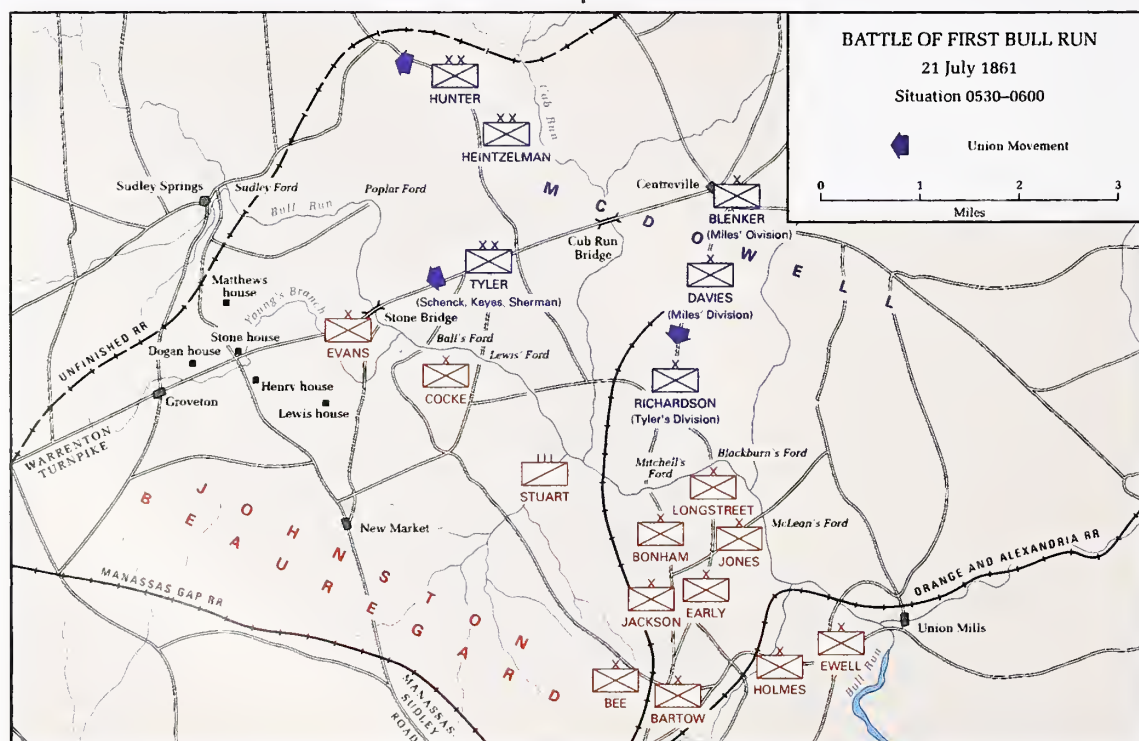 BATTLE OF FIRST BULL RUN
21 July 1861
Situation 0530–0600
Union Movement
0 1 2 3
Miles
X X
HUNTER
X X
HEINTZELMAN
Cub Run
M C D O W E L L
Sudley Springs
Sudley Ford
Bull Run
Poplar Ford
Centreville
X
BLENKER
(Miles' Division)
Cub Run
Bridge
X X
TYLER
(Schenck, Keyes, Sherman)
X
DAVIES
(Miles' Division)
Matthews
house
Young's Branch
Stone Bridge
UNFINISHED RR
Stone house
Dogan house
X
EVANS
Ball's Ford
Lewis' Ford
Henry house
Lewis house
Groveton
X
COCKE
X
RICHARDSON
(Tyler's Division)
WARRENTON
TURNPIKE
Mitchell's
Ford
Blackburn's Ford
III
STUART
X
LONGSTREET
McLean's Ford
JOHNSTON
BEAUREGARD
New Market
X
BONHAM
X
JONES
ORANGE AND ALEXANDRIA RR
MANASSAS GAP RR
X
JACKSON
X
EARLY
Union Mills
X
EWELL
X
HOLMES
Bull Run
X
BEE
X
BARTOW
MANASSAS
SUDLEY
ROAD